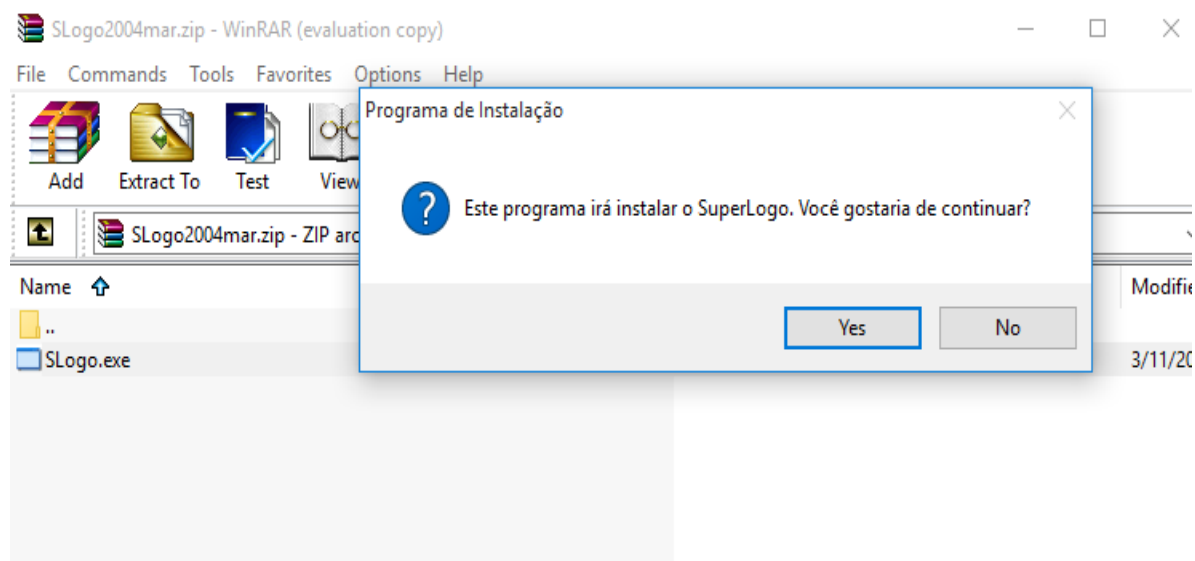 SLogo2004mar.zip - WinRAR (evaluation copy)
File Commands Tools Favorites Options Help
Programa de Instalação
Add Extract To Test View
Este programa irá instalar o SuperLogo. Você gostaria de continuar?
SLogo2004mar.zip - ZIP arc
Yes No
Name Modifie
..
SLogo.exe 3/11/20